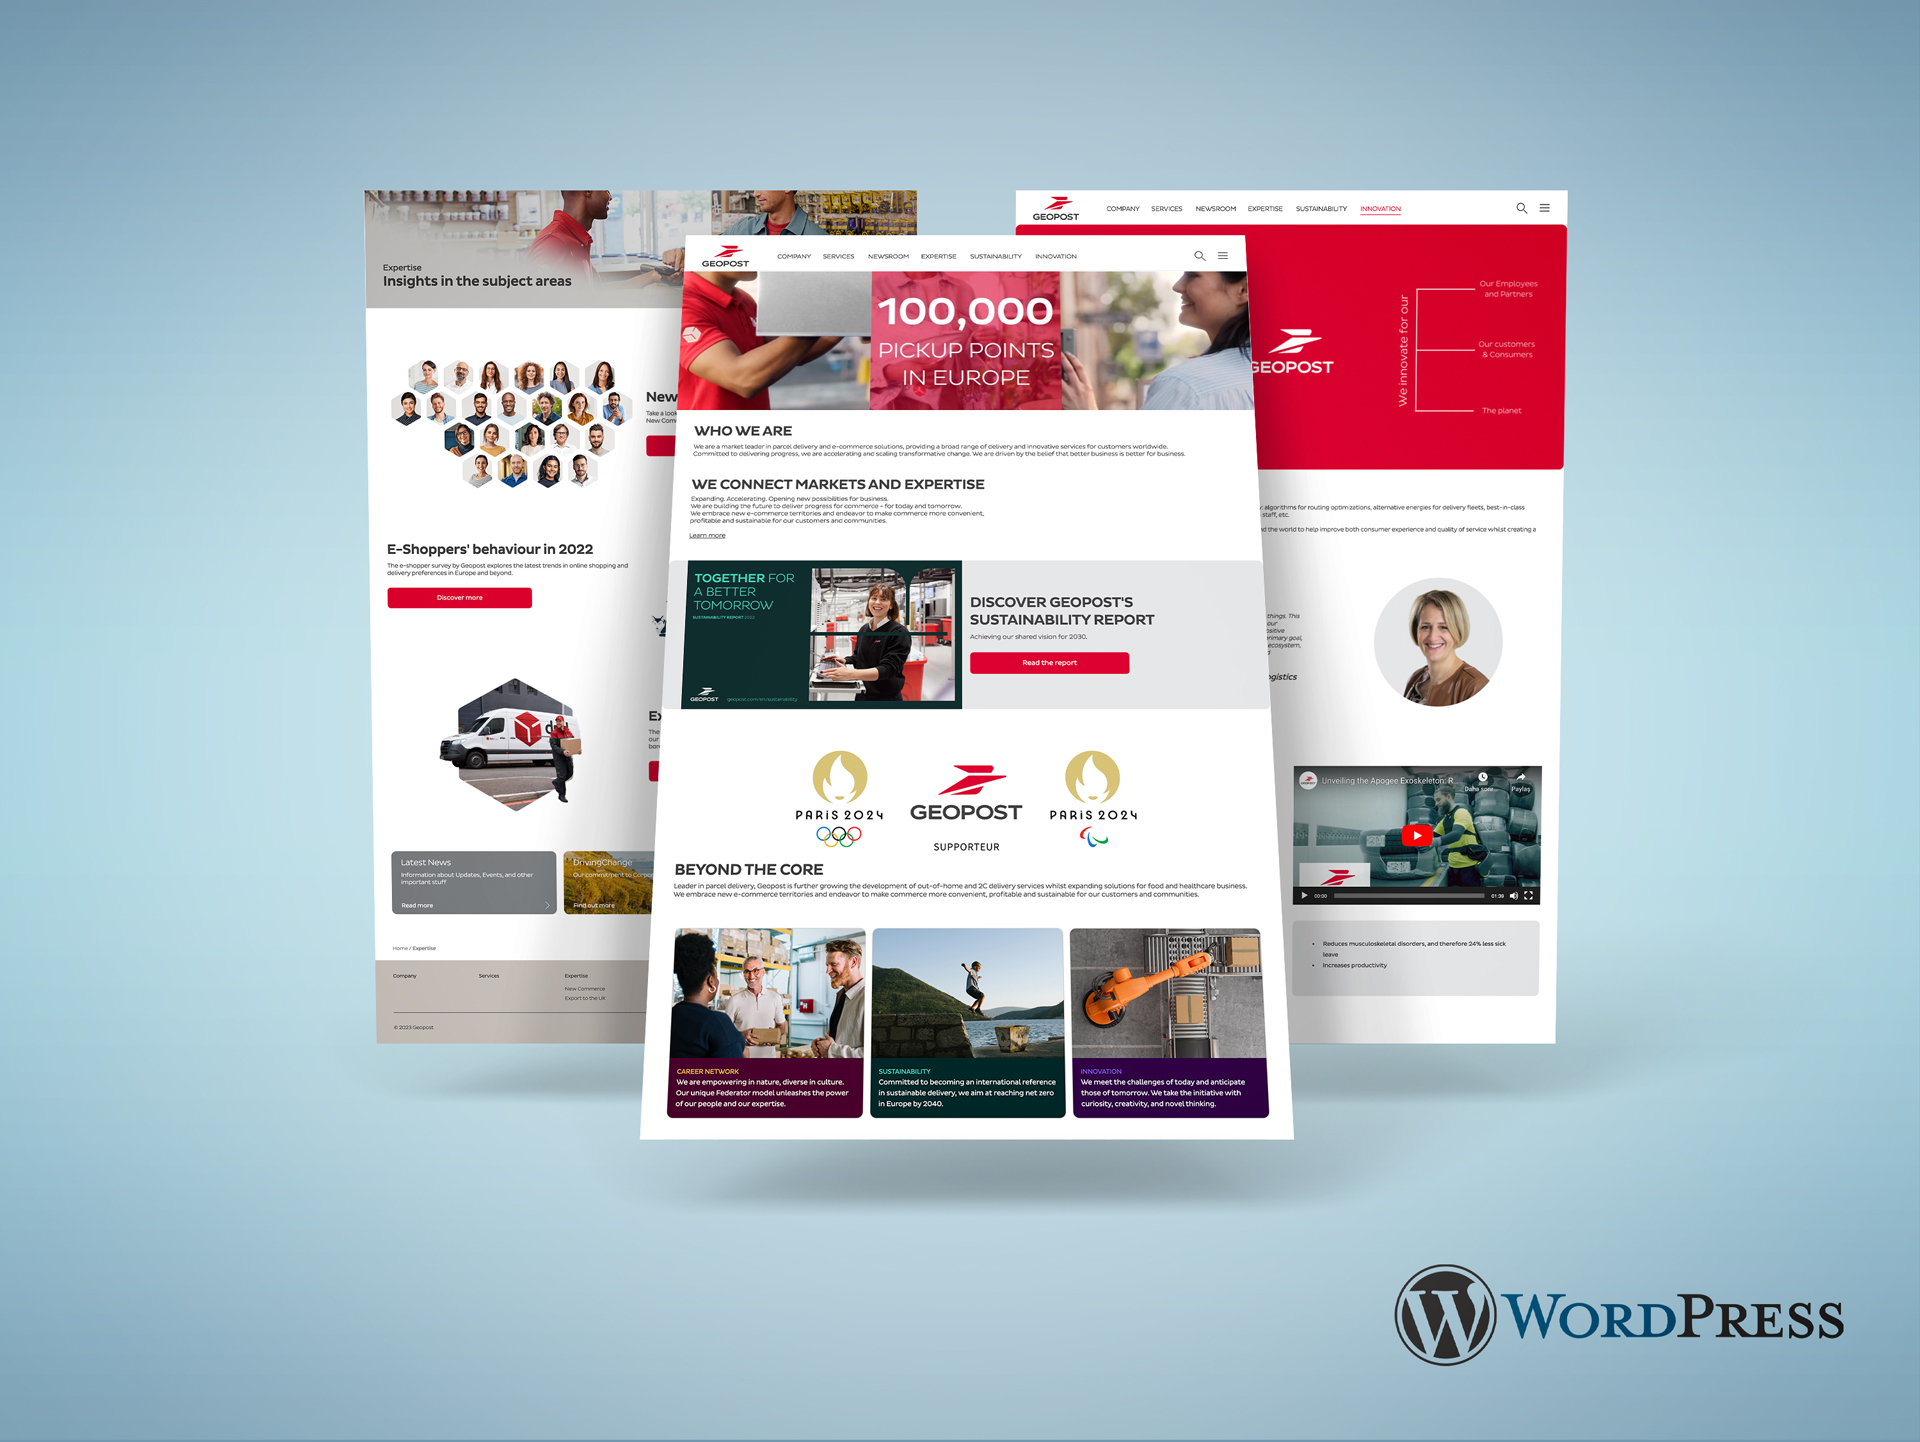 Expertise
Insights in the subject areas
New
Take a look
New Com
E-Shoppers' behaviour in 2022
The e-shopper survey by Geopost explores the latest trends in online shopping and
delivery preferences in Europe and beyond.
Discover more
Ex
The
our
bor
Latest News
Information about Updates, Events, and other
important stuff
Read more
DrivingChange
Our commitment to Corpor
Find out more
Home / Expertise
Company
Services
Expertise
New Commerce
Export to the UK
© 2023 Geopost
GEOPOST
COMPANY SERVICES NEWSROOM EXPERTISE SUSTAINABILITY INNOVATION
100,000
PICKUP POINTS
IN EUROPE
WHO WE ARE
We are a market leader in parcel delivery and e-commerce solutions, providing a broad range of delivery and innovative services for customers worldwide.
Committed to delivering progress, we are accelerating and scaling transformative change. We are driven by the belief that better business is better for business.
WE CONNECT MARKETS AND EXPERTISE
Expanding. Accelerating. Opening new possibilities for business.
We are building the future to deliver progress for commerce – for today and tomorrow.
We embrace new e-commerce territories and endeavor to make commerce more convenient,
profitable and sustainable for our customers and communities.
Learn more
TOGETHER FOR
A BETTER
TOMORROW
SUSTAINABILITY REPORT 2022
GEOPOST
geopost.com/en/sustainability
DISCOVER GEOPOST'S
SUSTAINABILITY REPORT
Achieving our shared vision for 2030.
Read the report
PARIS 2024
GEOPOST
SUPPORTEUR
PARIS 2024
BEYOND THE CORE
Leader in parcel delivery, Geopost is further growing the development of out-of-home and 2C delivery services whilst expanding solutions for food and healthcare business.
We embrace new e-commerce territories and endeavor to make commerce more convenient, profitable and sustainable for our customers and communities.
CAREER NETWORK
We are empowering in nature, diverse in culture.
Our unique Federator model unleashes the power
of our people and our expertise.
SUSTAINABILITY
Committed to becoming an international reference
in sustainable delivery, we aim at reaching net zero
in Europe by 2040.
INNOVATION
We meet the challenges of today and anticipate
those of tomorrow. We take the initiative with
curiosity, creativity, and novel thinking.
GEOPOST
COMPANY SERVICES NEWSROOM EXPERTISE SUSTAINABILITY INNOVATION
GEOPOST
We innovate for our
Our Employees
and Partners
Our customers
& Consumers
The planet
algorithms for routing optimizations, alternative energies for delivery fleets, best-in-class
staff, etc.
nd the world to help improve both consumer experience and quality of service whilst creating a
things. This
our
ositive
rimary goal,
ecosystem,
d
ogistics
Unveiling the Apogee Exoskeleton: R
Daha sonr...
Paylaş
00:00
01:39
Reduces musculoskeletal disorders, and therefore 24% less sick
leave
Increases productivity
WORDPRESS